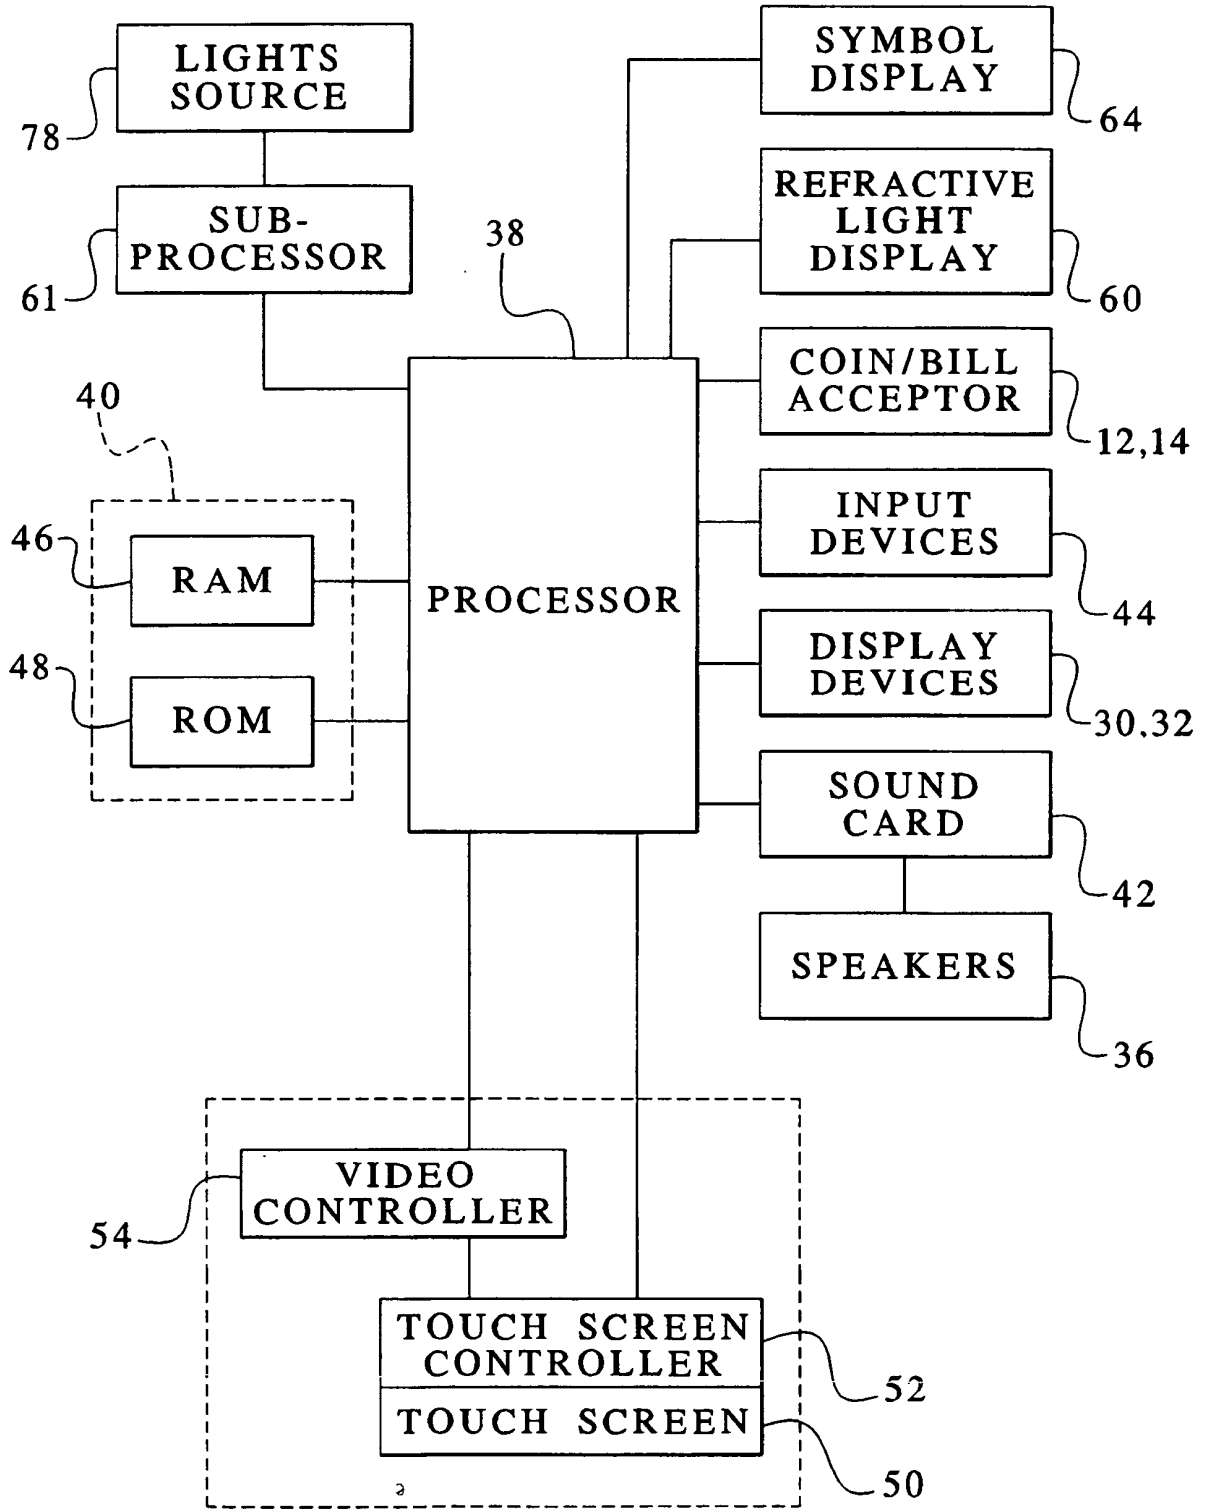 LIGHTS
SOURCE
78
SUB-
PROCESSOR
61
38
SYMBOL
DISPLAY
64
REFRACTIVE
LIGHT
DISPLAY
60
COIN/BILL
ACCEPTOR
12,14
40
46
RAM
48
ROM
PROCESSOR
INPUT
DEVICES
44
DISPLAY
DEVICES
30,32
SOUND
CARD
42
SPEAKERS
36
VIDEO
CONTROLLER
54
TOUCH SCREEN
CONTROLLER
52
TOUCH SCREEN
50